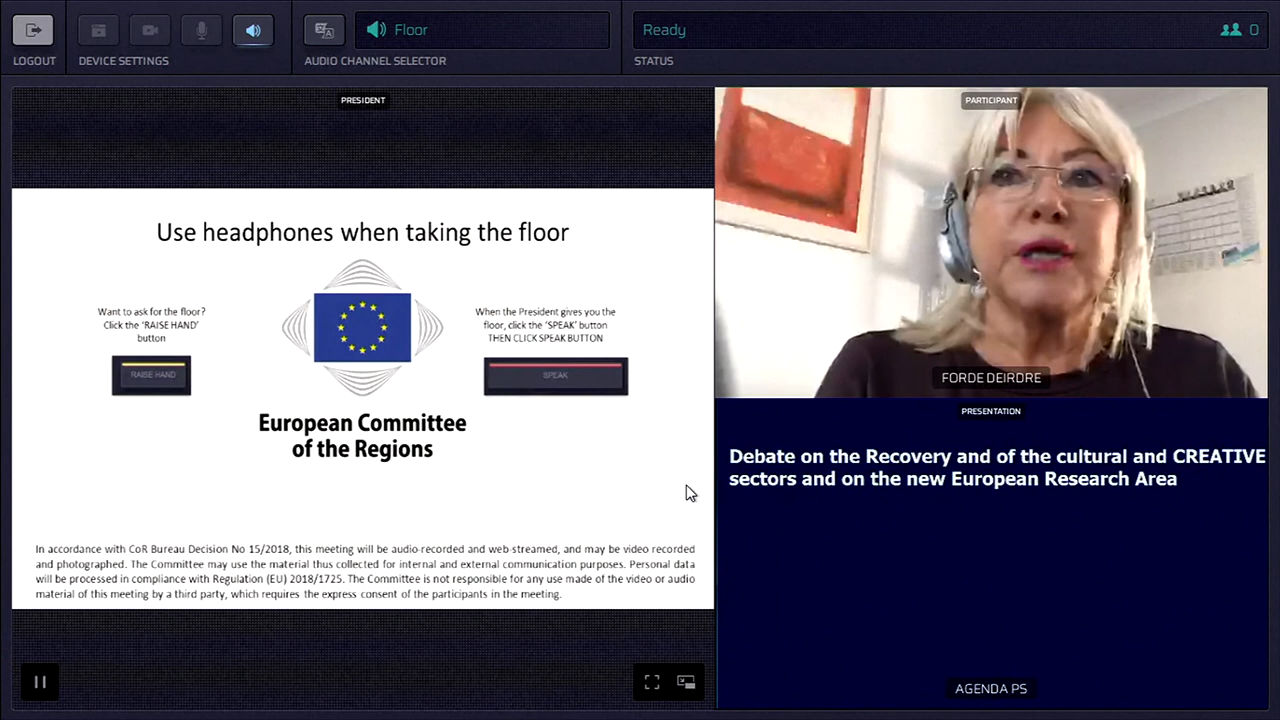 LOGOUT
DEVICE SETTINGS
Floor
AUDIO CHANNEL SELECTOR
Ready
0
STATUS
PRESIDENT
Use headphones when taking the floor
Want to ask for the floor?
Click the ‘RAISE HAND’
button
RAISE HAND
When the President gives you the
floor, click the ‘SPEAK’ button
THEN CLICK SPEAK BUTTON
SPEAK
European Committee
of the Regions
In accordance with CoR Bureau Decision No 15/2018, this meeting will be audio recorded and web streamed, and may be video recorded
and photographed. The Committee may use the material thus collected for internal and external communication purposes. Personal data
will be processed in compliance with Regulation (EU) 2018/1725. The Committee is not responsible for any use made of the video or audio
material of this meeting by a third party, which requires the express consent of the participants in the meeting.
PARTICIPANT
FORDE DEIRDRE
PRESENTATION
Debate on the Recovery and of the cultural and CREATIVE
sectors and on the new European Research Area
AGENDA PS